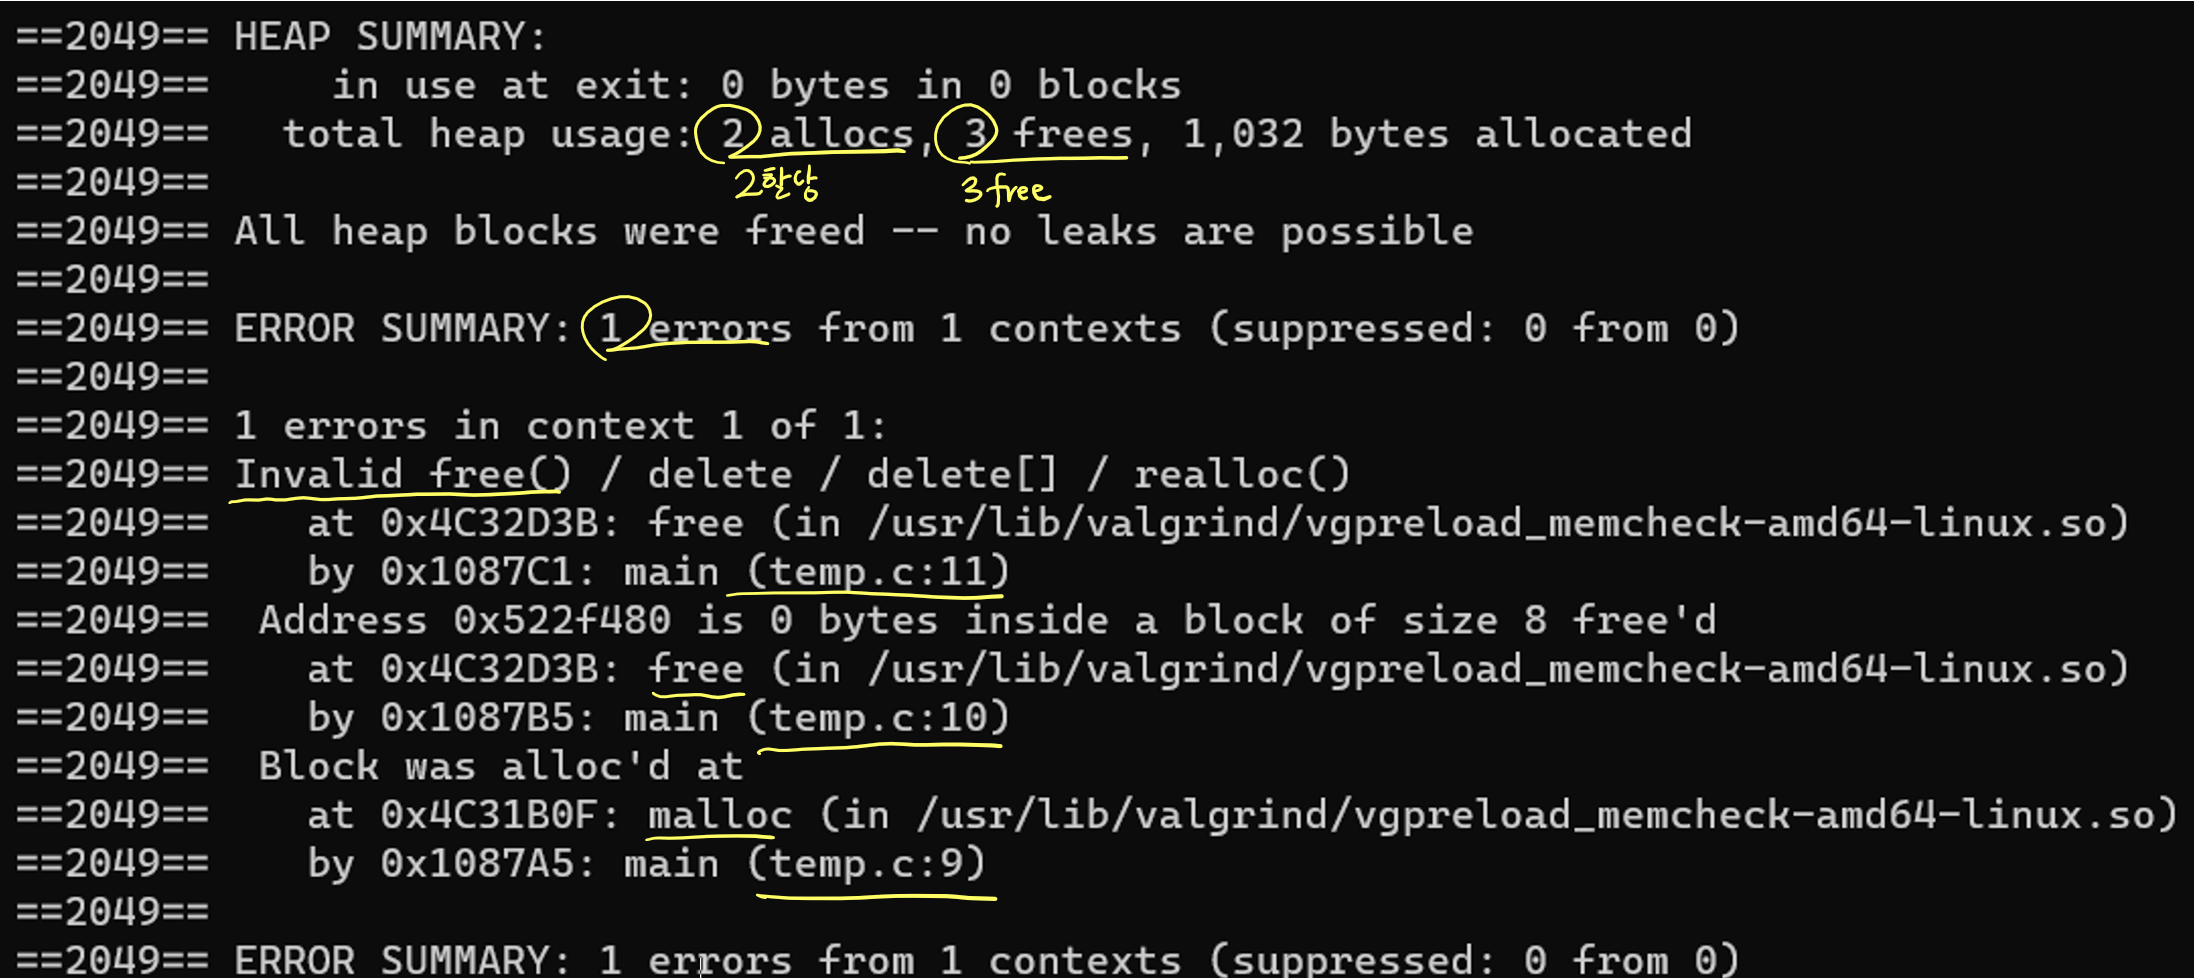 ==2049== HEAP SUMMARY:
==2049==     in use at exit: 0 bytes in 0 blocks
==2049==   total heap usage: 2 allocs, 3 frees, 1,032 bytes allocated
==2049==
2할당 3free
==2049== All heap blocks were freed -- no leaks are possible
==2049==
==2049== ERROR SUMMARY: 1 errors from 1 contexts (suppressed: 0 from 0)
==2049==
==2049== 1 errors in context 1 of 1:
==2049== Invalid free() / delete / delete[] / realloc()
==2049==    at 0x4C32D3B: free (in /usr/lib/valgrind/vgpreload_memcheck-amd64-linux.so)
==2049==    by 0x1087C1: main (temp.c:11)
==2049==  Address 0x522f480 is 0 bytes inside a block of size 8 free'd
==2049==    at 0x4C32D3B: free (in /usr/lib/valgrind/vgpreload_memcheck-amd64-linux.so)
==2049==    by 0x1087B5: main (temp.c:10)
==2049==  Block was alloc'd at
==2049==    at 0x4C31B0F: malloc (in /usr/lib/valgrind/vgpreload_memcheck-amd64-linux.so)
==2049==    by 0x1087A5: main (temp.c:9)
==2049==
==2049== ERROR SUMMARY: 1 errors from 1 contexts (suppressed: 0 from 0)